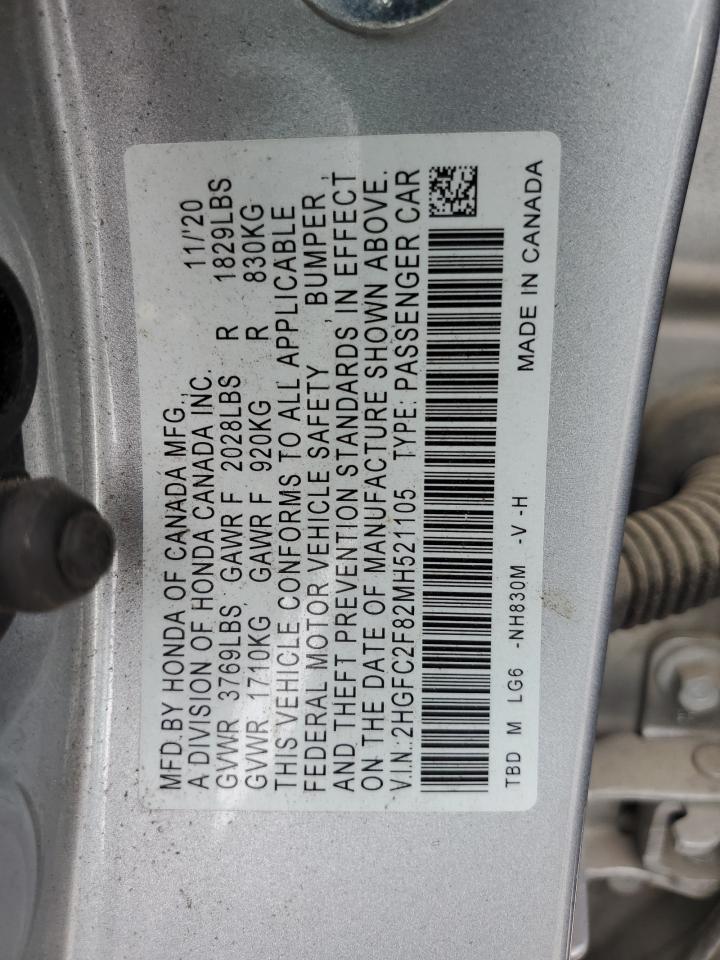 MFD.BY HONDA OF CANADA MFG., 11/'20
A DIVISION OF HONDA CANADA INC.
GVWR 3769LBS GAWR F 2028LBS R 1829LBS
GVWR 1710KG GAWR F 920KG R 830KG
THIS VEHICLE CONFORMS TO ALL APPLICABLE
FEDERAL MOTOR VEHICLE SAFETY , BUMPER ,
AND THEFT PREVENTION STANDARDS IN EFFECT
ON THE DATE OF MANUFACTURE SHOWN ABOVE.
V.I.N.:2HGFC2F82MH521105 TYPE: PASSENGER CAR
TBD M LG6 -NH830M -V -H MADE IN CANADA